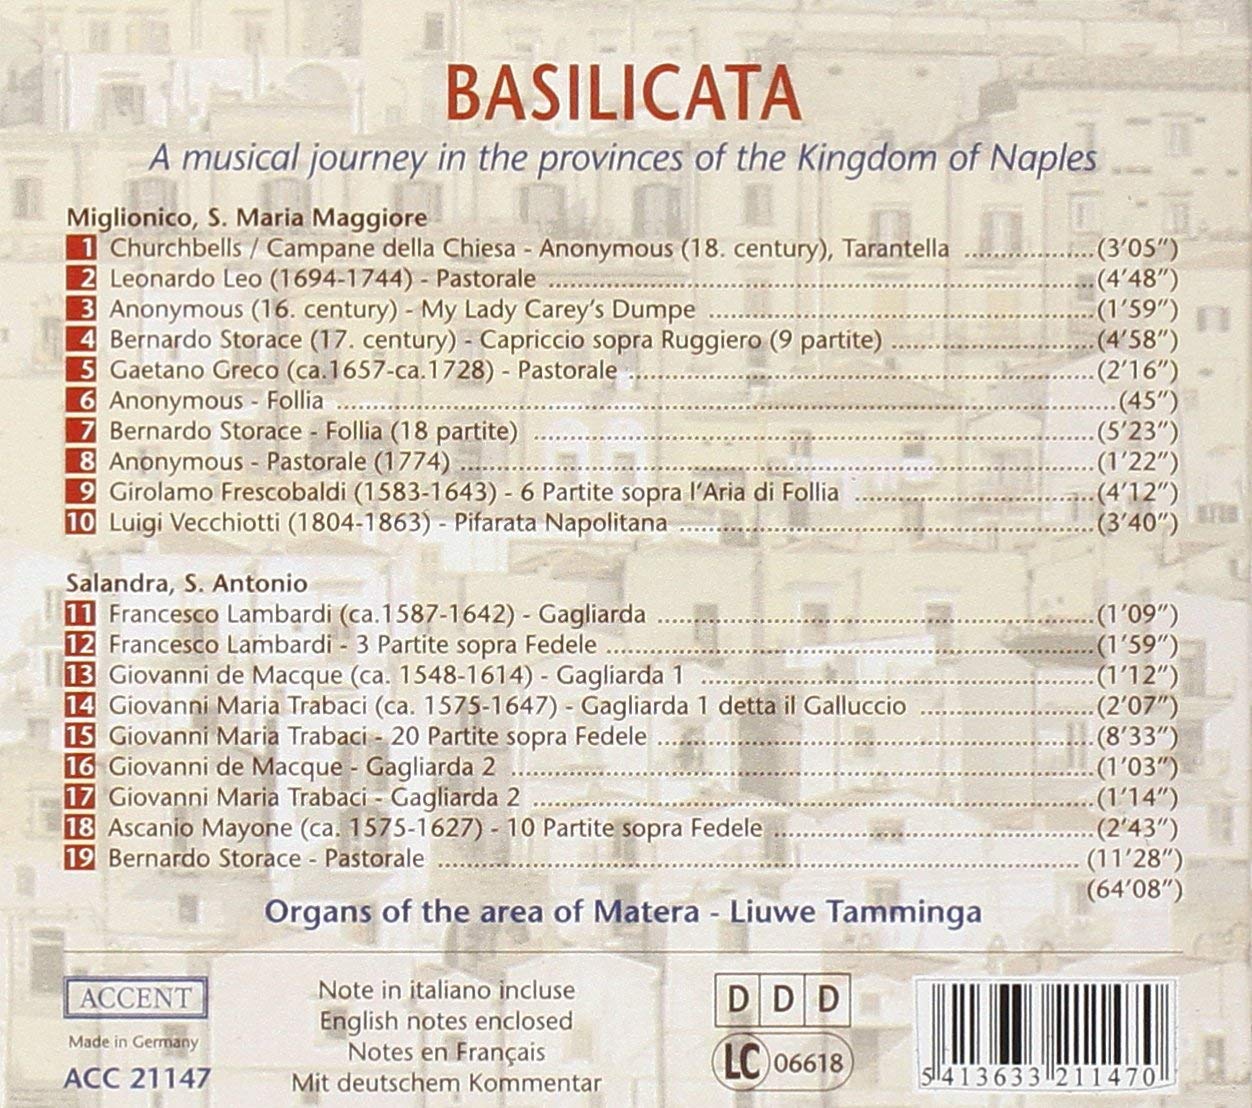 BASILICATA
A musical journey in the provinces of the Kingdom of Naples
Miglionico, S. Maria Maggiore
1 Churchbells / Campane della Chiesa - Anonymous (18. century), Tarantella (3'05")
2 Leonardo Leo (1694-1744) - Pastorale (4'48")
3 Anonymous (16. century) - My Lady Carey's Dumpe (1'59")
4 Bernardo Storace (17. century) - Capriccio sopra Ruggiero (9 partite) (4'58")
5 Gaetano Greco (ca.1657-ca.1728) - Pastorale (2'16")
6 Anonymous - Follia (45")
7 Bernardo Storace - Follia (18 partite) (5'23")
8 Anonymous - Pastorale (1774) (1'22")
9 Girolamo Frescobaldi (1583-1643) - 6 Partite sopra l'Aria di Follia (4'12")
10 Luigi Vecchiotti (1804-1863) - Pifarata Napolitana (3'40")
Salandra, S. Antonio
11 Francesco Lambardi (ca.1587-1642) - Gagliarda (1'09")
12 Francesco Lambardi - 3 Partite sopra Fedele (1'59")
13 Giovanni de Macque (ca. 1548-1614) - Gagliarda 1 (1'12")
14 Giovanni Maria Trabaci (ca. 1575-1647) - Gagliarda 1 detta il Galluccio (2'07")
15 Giovanni Maria Trabaci - 20 Partite sopra Fedele (8'33")
16 Giovanni de Macque - Gagliarda 2 (1'03")
17 Giovanni Maria Trabaci - Gagliarda 2 (1'14")
18 Ascanio Mayone (ca. 1575-1627) - 10 Partite sopra Fedele (2'43")
19 Bernardo Storace - Pastorale (11'28")
(64'08")
Organs of the area of Matera - Liuwe Tamminga
ACCENT
Made in Germany
ACC 21147
Note in italiano incluse
English notes enclosed
Notes en Français
Mit deutschem Kommentar
D D D
LC 06618
5 413633 211470